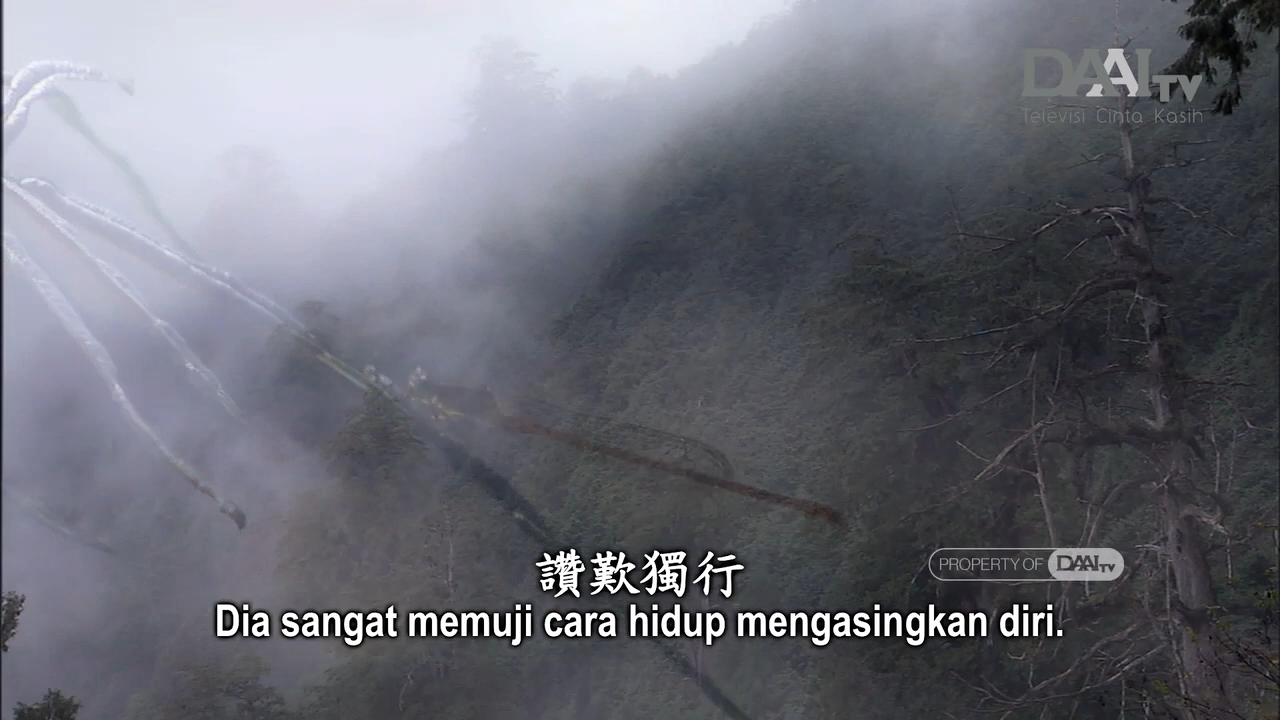 DAAI TV
Televisi Cinta Kasih
PROPERTY OF DAAI TV
讚歎獨行
Dia sangat memuji cara hidup mengasingkan diri.